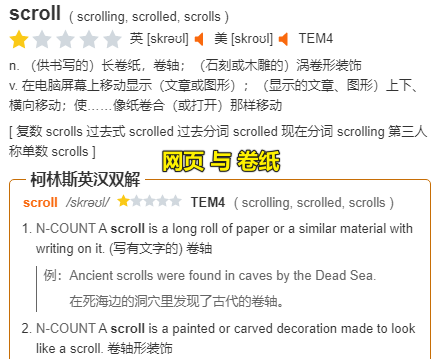 scroll ( scrolling, scrolled, scrolls )
英 [skrəʊl] 美 [skroʊl] TEM4
n. （供书写的）长卷纸，卷轴；（石刻或木雕的）涡卷形装饰
v. 在电脑屏幕上移动显示（文章或图形）；（显示的文章、图形）上下、
横向移动；使……像纸卷合（或打开）那样移动
[ 复数 scrolls 过去式 scrolled 过去分词 scrolled 现在分词 scrolling 第三人
称单数 scrolls ]
网页 与 卷纸
柯林斯英汉双解
scroll /skrəʊl/ TEM4 ( scrolling, scrolled, scrolls )
1. N-COUNT A scroll is a long roll of paper or a similar material with
writing on it. (写有文字的) 卷轴
例： Ancient scrolls were found in caves by the Dead Sea.
在死海边的洞穴里发现了古代的卷轴。
2. N-COUNT A scroll is a painted or carved decoration made to look
like a scroll. 卷轴形装饰